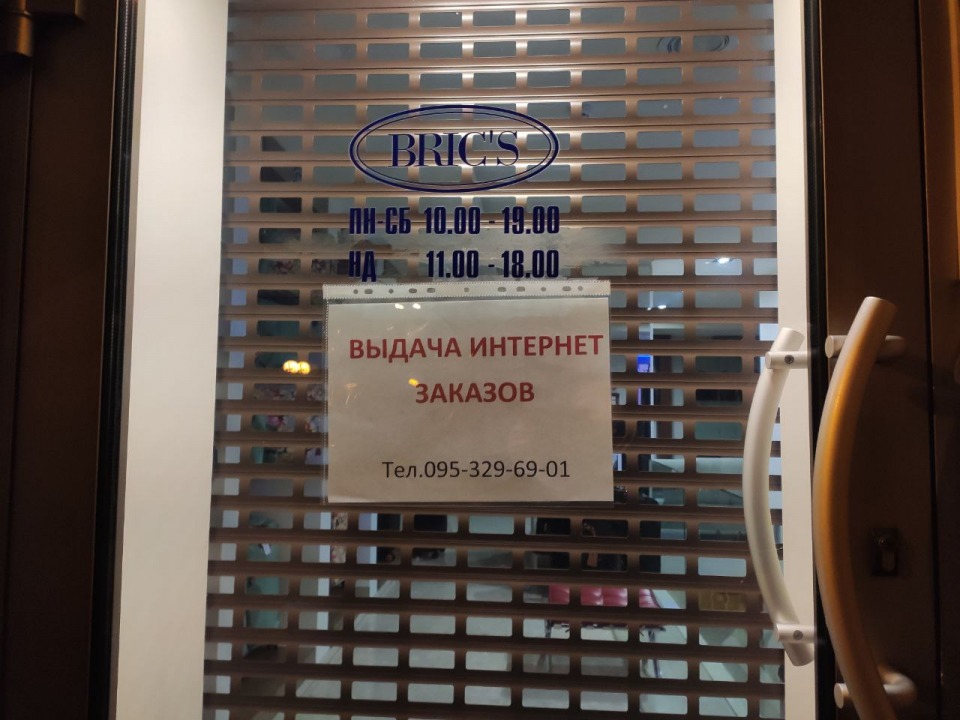 BRIC'S
ПН-СБ 10.00 - 19.00
НД 11.00 - 18.00
ВЫДАЧА ИНТЕРНЕТ
ЗАКАЗОВ
Тел.095-329-69-01